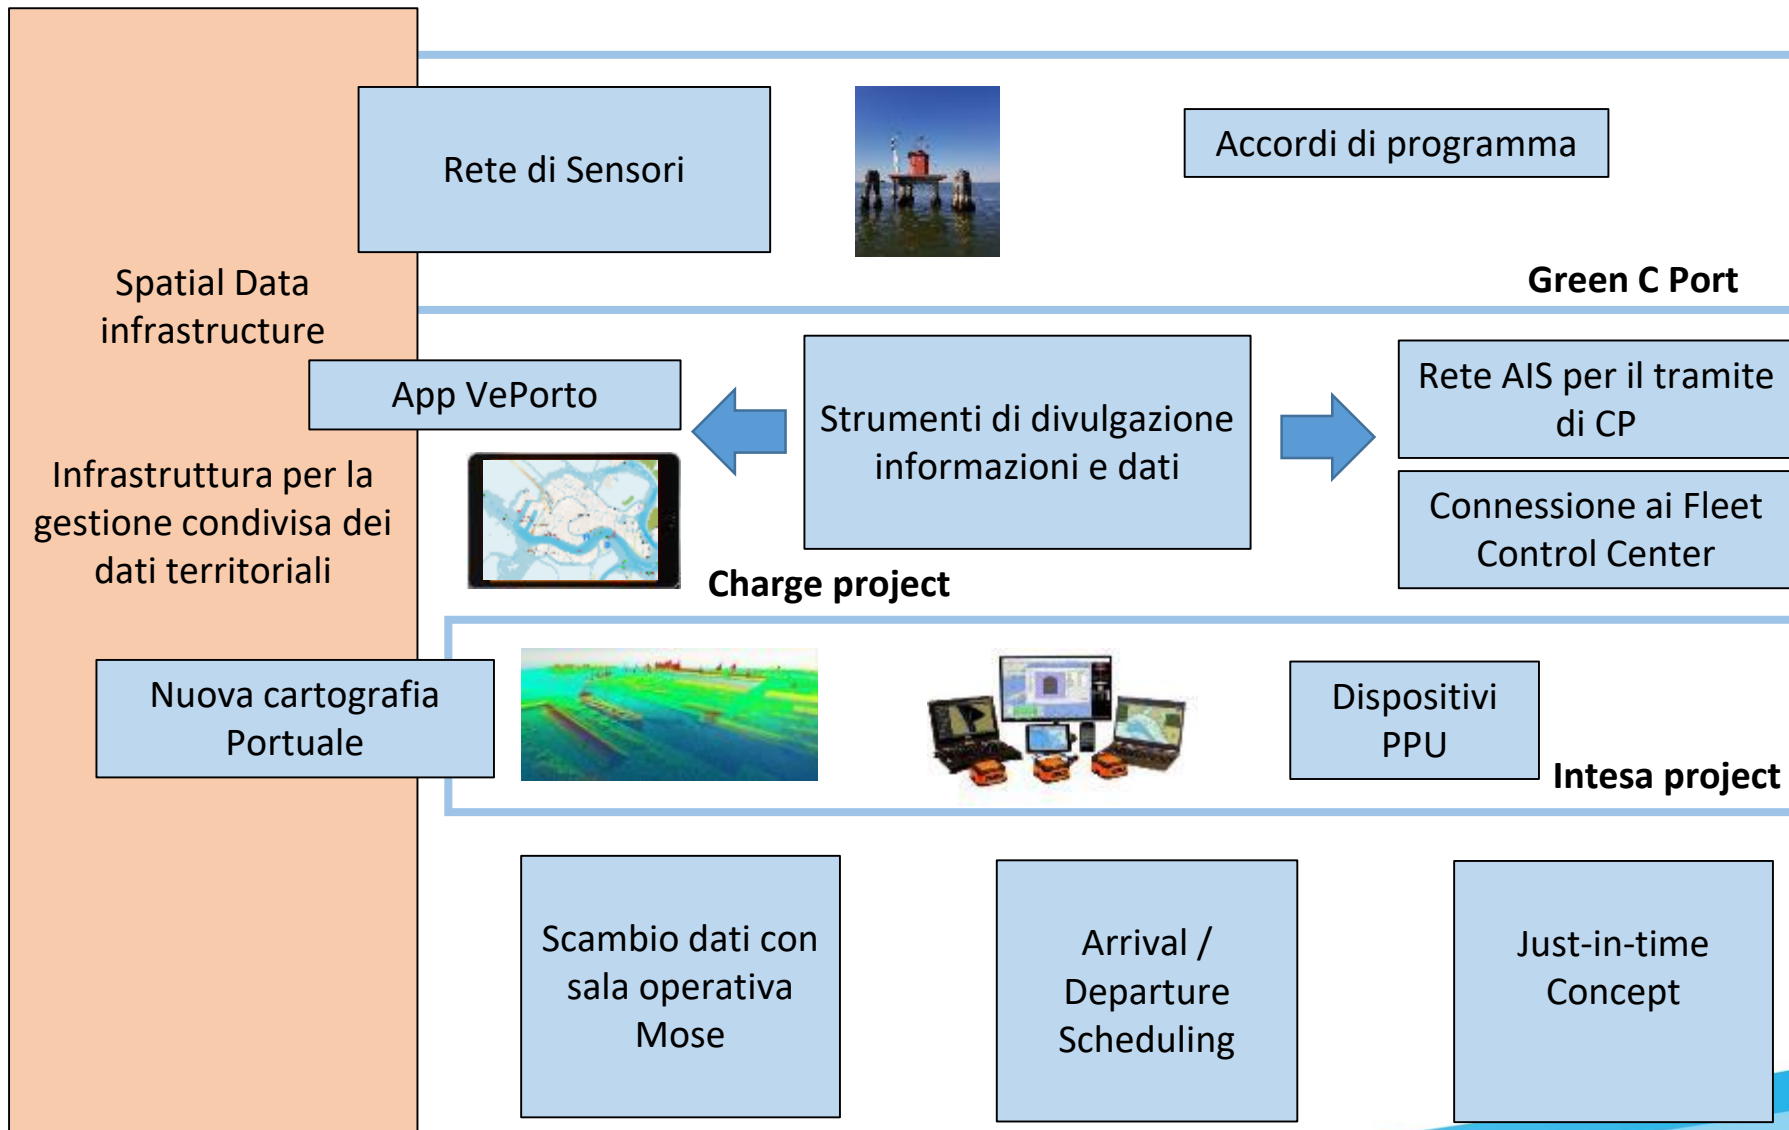 Spatial Data
infrastructure
Infrastruttura per la
gestione condivisa dei
dati territoriali
Rete di Sensori
Accordi di programma
Green C Port
App VePorto
Strumenti di divulgazione
informazioni e dati
Rete AIS per il tramite
di CP
Connessione ai Fleet
Control Center
Charge project
Nuova cartografia
Portuale
Dispositivi
PPU
Intesa project
Scambio dati con
sala operativa
Mose
Arrival /
Departure
Scheduling
Just-in-time
Concept